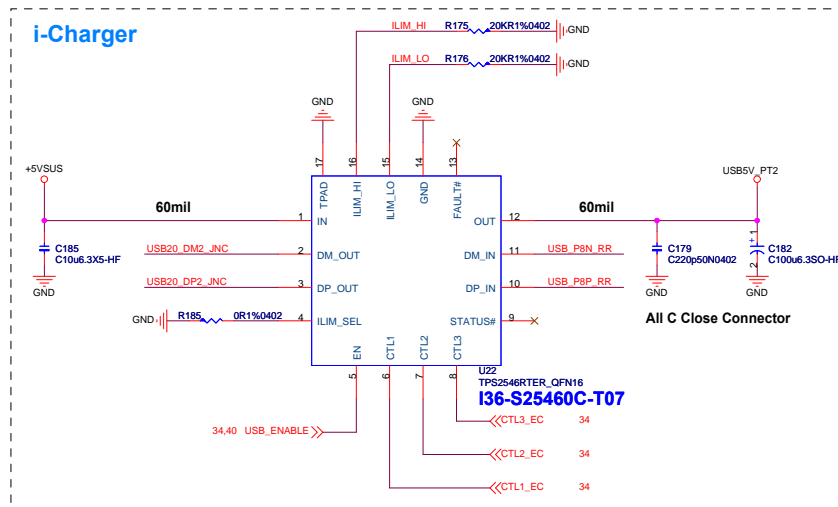 i-Charger
ILIM_HI R175 20KR1%0402 GND
ILIM_LO R176 20KR1%0402 GND
GND GND
17 16 15 14 13
TPAD ILIM_HI ILIM_LO GND FAULT#
+5VSUS USB5V_PT2
60mil 1 IN OUT 12 60mil
C185
C10u6.3X5-HF
GND
C179
C220p50N0402
GND
+ 1 C182
2 C100u6.3SO-HF
GND
USB20_DM2_JNC 2 DM_OUT DM_IN 11 USB_P8N_RR
USB20_DP2_JNC 3 DP_OUT DP_IN 10 USB_P8P_RR
GND R185 0R1%0402 4 ILIM_SEL STATUS# 9
All C Close Connector
EN CTL1 CTL2 CTL3
5 6 7 8
U22
TPS2546RTER_QFN16
I36-S25460C-T07
34,40 USB_ENABLE
CTL3_EC 34
CTL2_EC 34
CTL1_EC 34